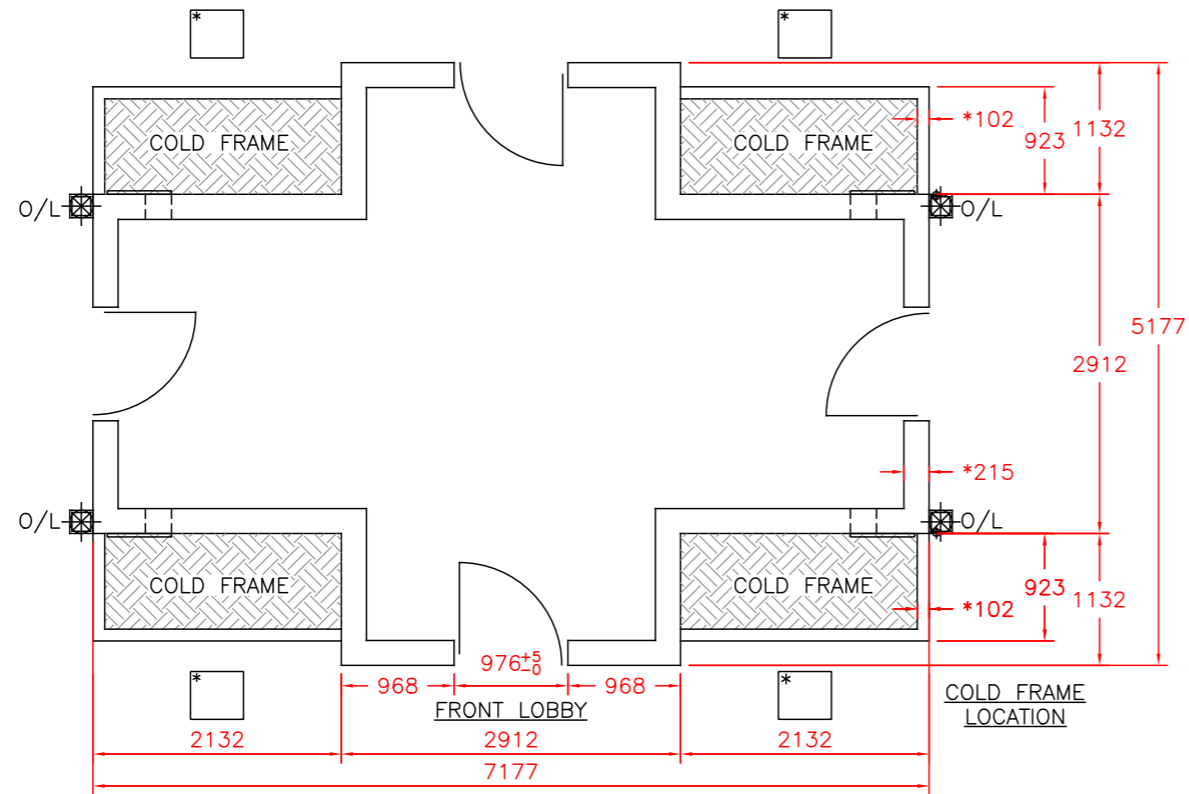 *
*
*102
1132
923
COLD FRAME
COLD FRAME
O/L
O/L
5177
2912
*215
O/L
O/L
COLD FRAME
COLD FRAME
923
1132
*102
976+5-0
*
*
968
968
FRONT LOBBY
COLD FRAME
LOCATION
2132
2912
2132
7177